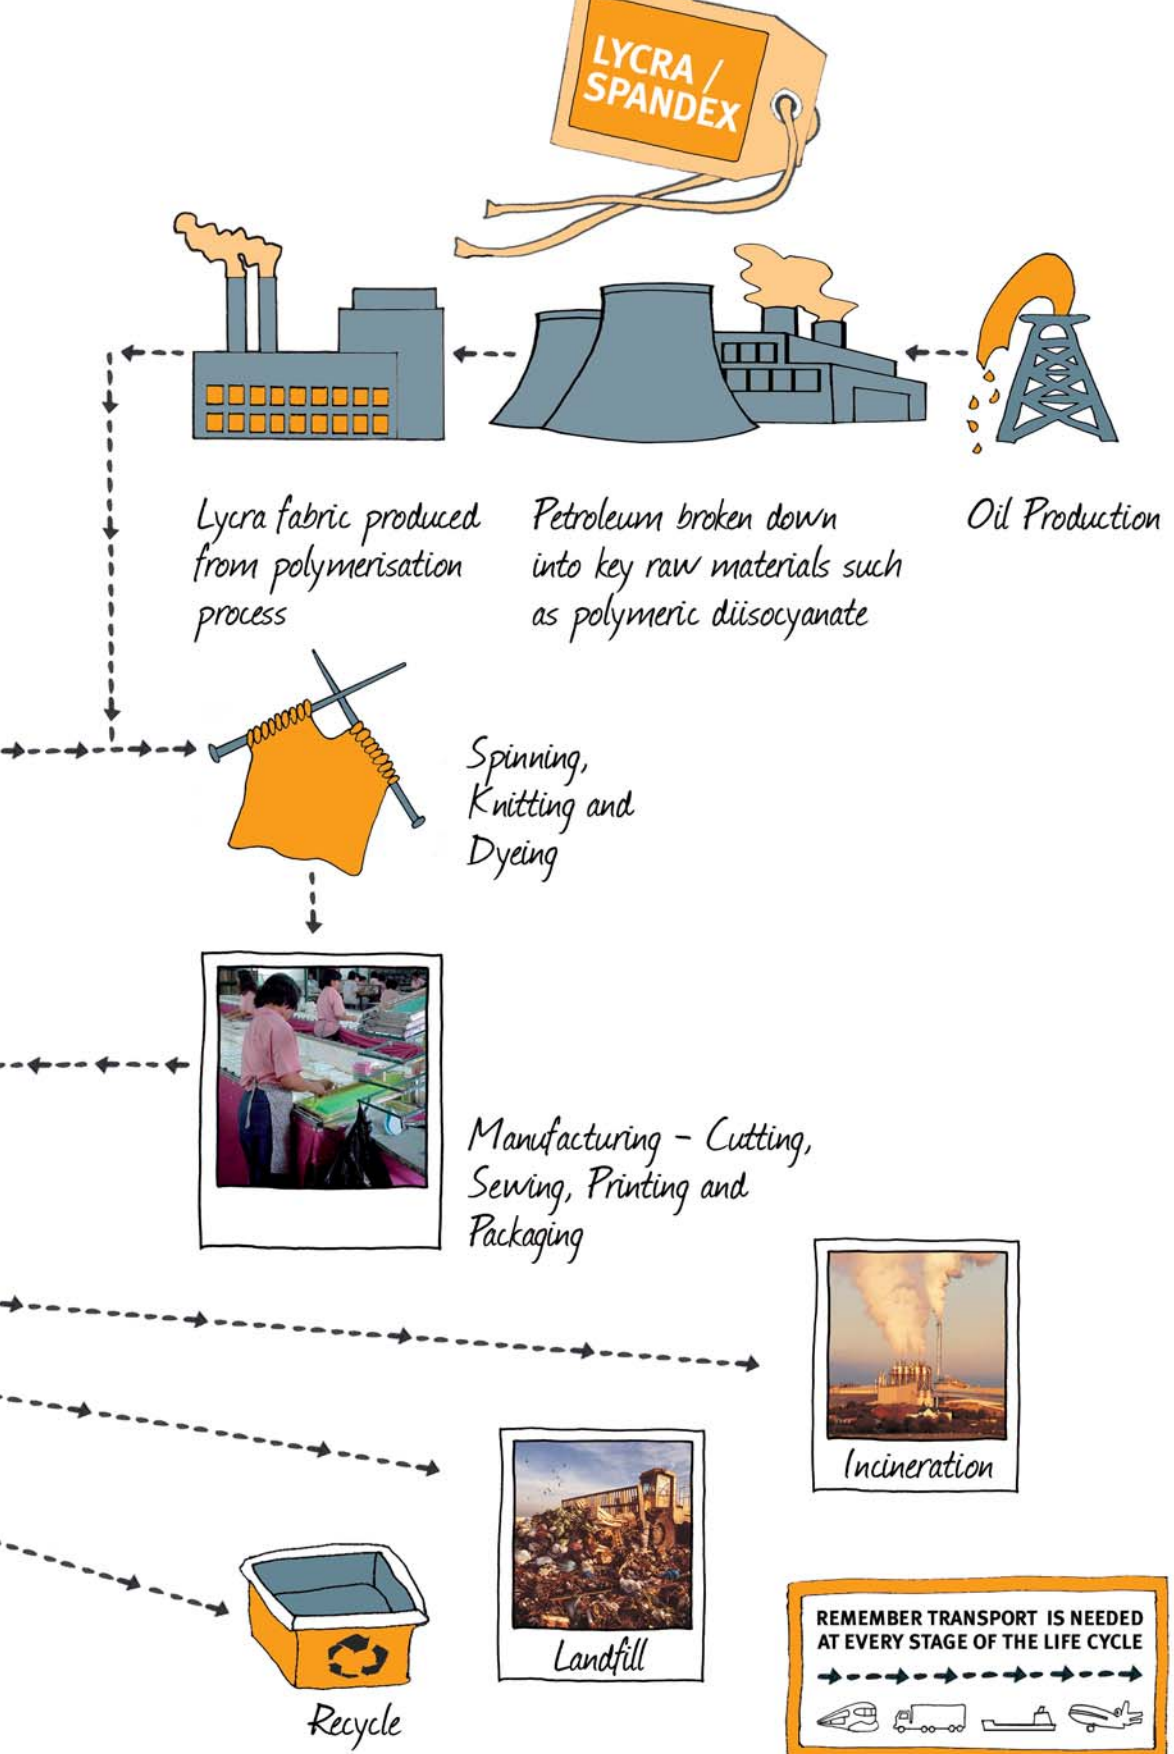 LYCRA /
SPANDEX
Lycra fabric produced
from polymerisation
process
Petroleum broken down
into key raw materials such
as polymeric diisocyanate
Oil Production
Spinning,
Knitting and
Dyeing
Manufacturing – Cutting,
Sewing, Printing and
Packaging
Incineration
Landfill
Recycle
REMEMBER TRANSPORT IS NEEDED
AT EVERY STAGE OF THE LIFE CYCLE